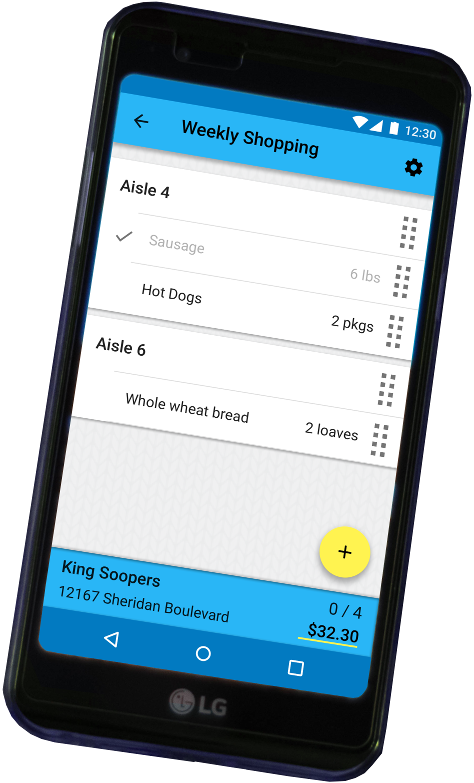 12:30
Weekly Shopping
Aisle 4
Sausage 6 lbs
Hot Dogs 2 pkgs
Aisle 6
Whole wheat bread 2 loaves
+
King Soopers 0 / 4
12167 Sheridan Boulevard $32.30
LG